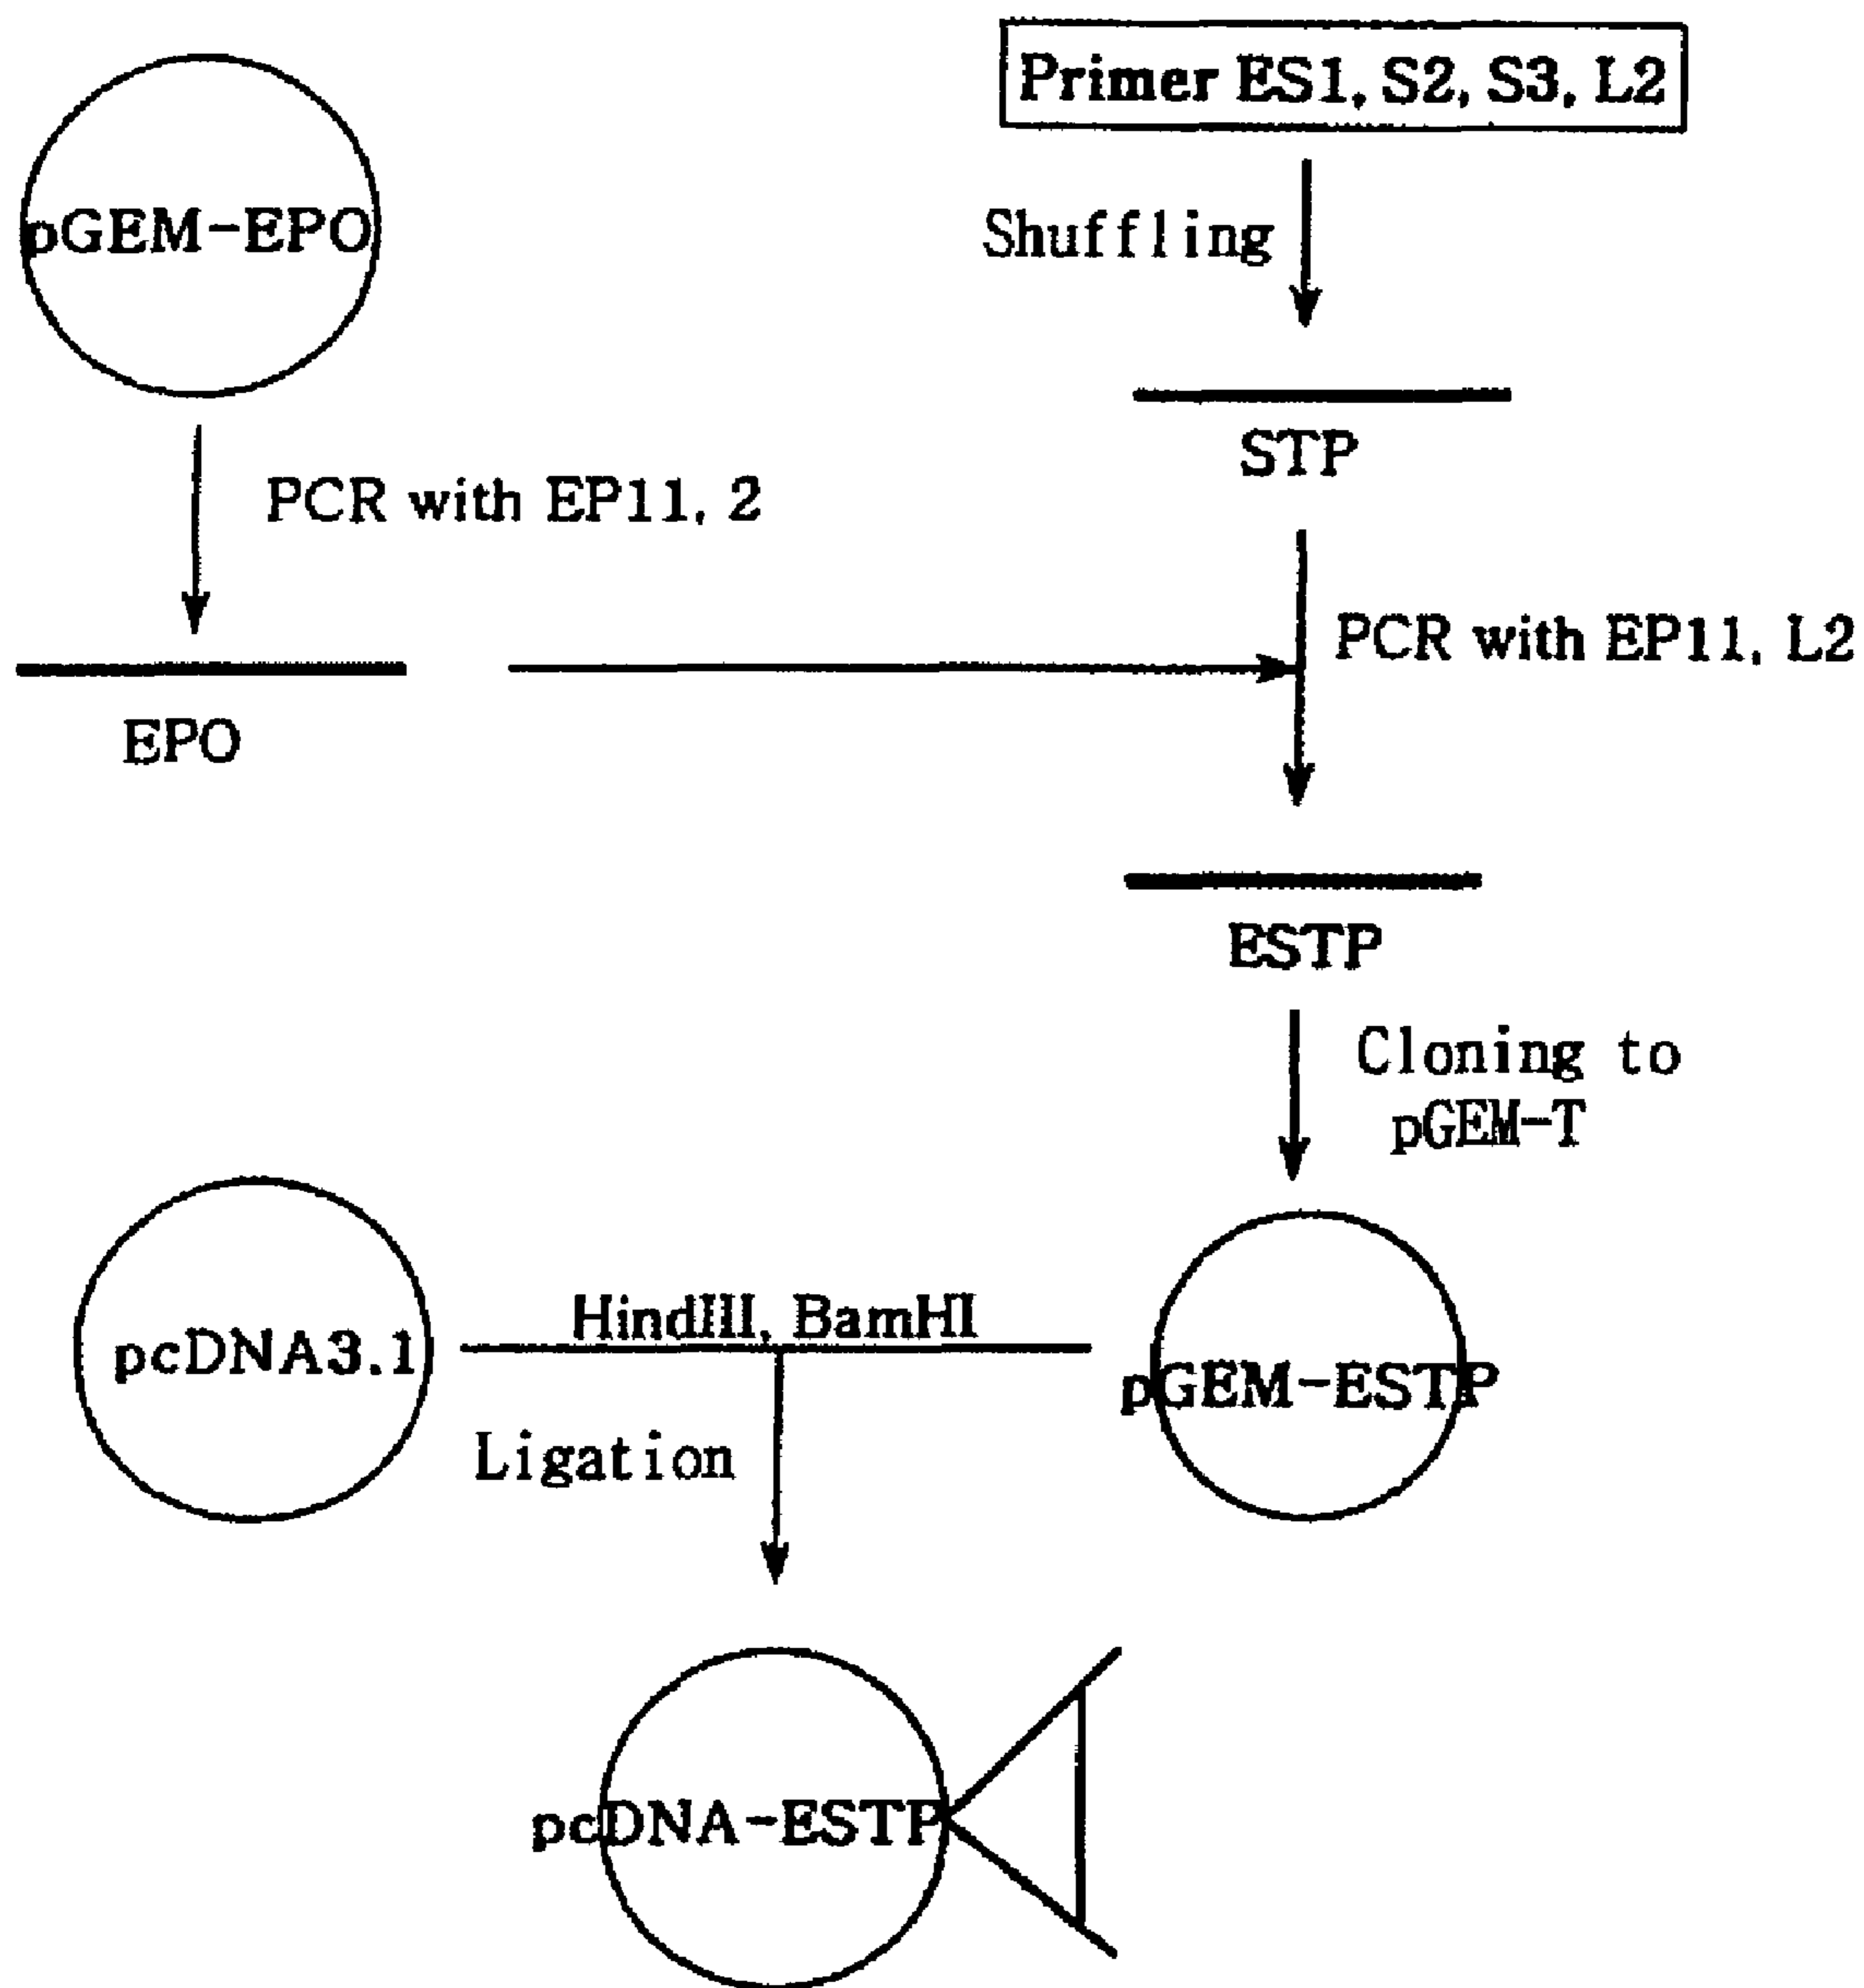 Primer ES1, S2, S3, L2
pGEM-EPO
Shuffling
STP
PCR with EP11, 2
PCR with EP11, L2
EPO
ESTP
Cloning to
pGEM-T
HindIII, BamHI
pcDNA3.1
pGEM-ESTP
Ligation
pcDNA-ESTP